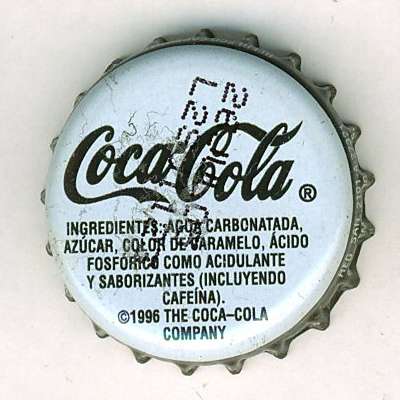 Coca-Cola ®
INGREDIENTES: AGUA CARBONATADA,
AZÚCAR, COLOR DE CARAMELO, ÁCIDO
FOSFÓRICO COMO ACIDULANTE
Y SABORIZANTES (INCLUYENDO
CAFEÍNA).
©1996 THE COCA-COLA
COMPANY